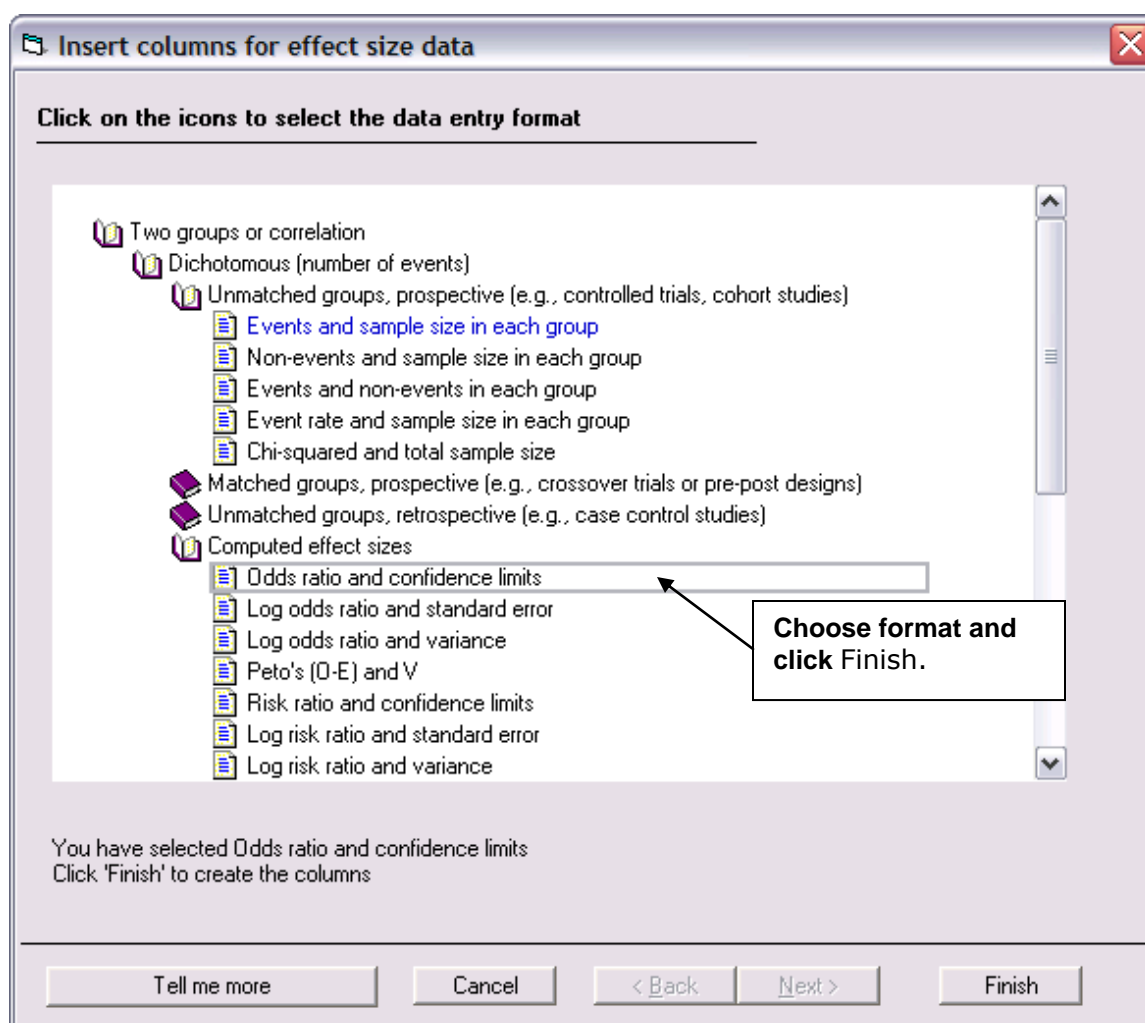 Insert columns for effect size data
Click on the icons to select the data entry format
Two groups or correlation
Dichotomous (number of events)
Unmatched groups, prospective (e.g., controlled trials, cohort studies)
Events and sample size in each group
Non-events and sample size in each group
Events and non-events in each group
Event rate and sample size in each group
Chi-squared and total sample size
Matched groups, prospective (e.g., crossover trials or pre-post designs)
Unmatched groups, retrospective (e.g., case control studies)
Computed effect sizes
Odds ratio and confidence limits
Log odds ratio and standard error
Log odds ratio and variance
Peto's (O-E) and V
Risk ratio and confidence limits
Log risk ratio and standard error
Log risk ratio and variance
Choose format and
click Finish.
You have selected Odds ratio and confidence limits
Click 'Finish' to create the columns
Tell me more
Cancel
< Back
Next >
Finish